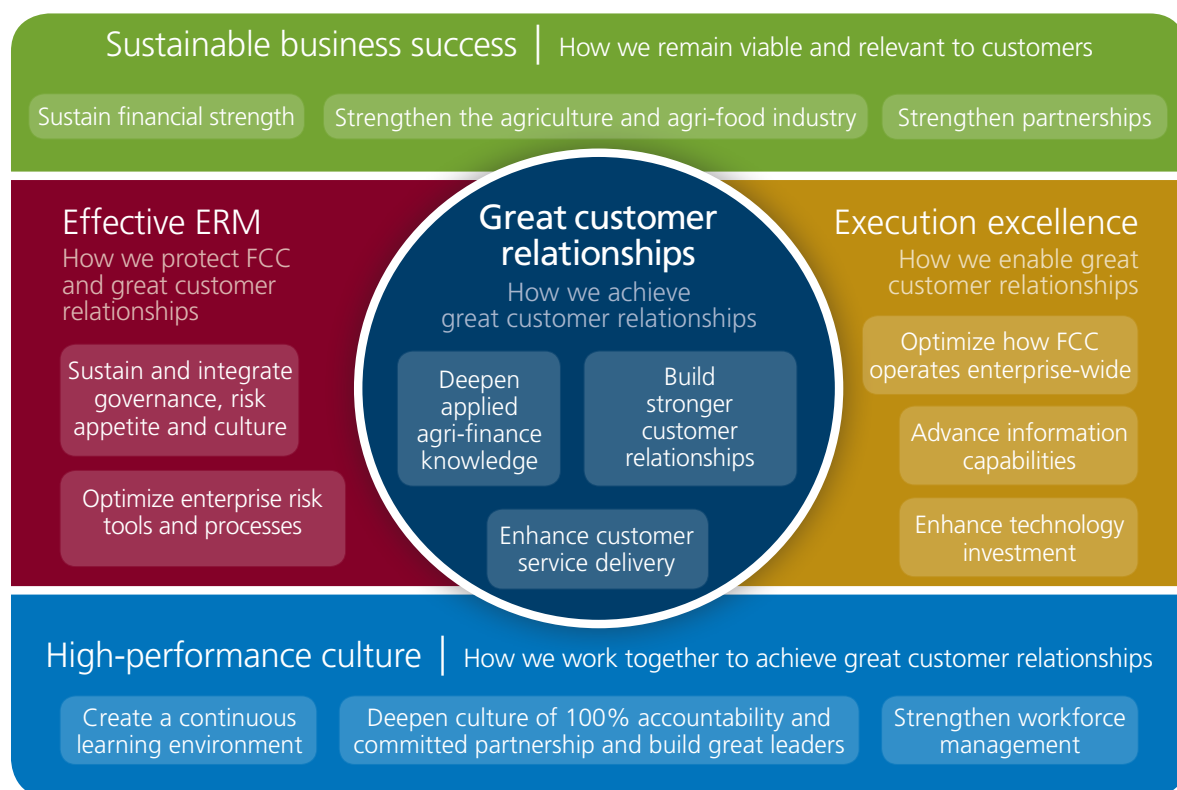 Sustainable business success | How we remain viable and relevant to customers
Sustain financial strength
Strengthen the agriculture and agri-food industry
Strengthen partnerships
Effective ERM
How we protect FCC
and great customer
relationships
Sustain and integrate
governance, risk
appetite and culture
Optimize enterprise risk
tools and processes
Great customer
relationships
How we achieve
great customer relationships
Deepen
applied
agri-finance
knowledge
Build
stronger
customer
relationships
Enhance customer
service delivery
Execution excellence
How we enable great
customer relationships
Optimize how FCC
operates enterprise-wide
Advance information
capabilities
Enhance technology
investment
High-performance culture | How we work together to achieve great customer relationships
Create a continuous
learning environment
Deepen culture of 100% accountability and
committed partnership and build great leaders
Strengthen workforce
management